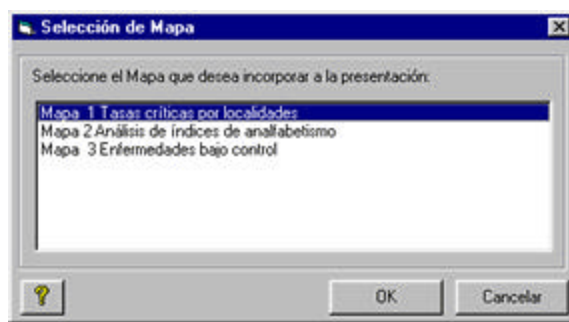 Selección de Mapa
Seleccione el Mapa que desea incorporar a la presentación:
Mapa 1 Tasas críticas por localidades
Mapa 2 Análisis de índices de analfabetismo
Mapa 3 Enfermedades bajo control
?
OK
Cancelar